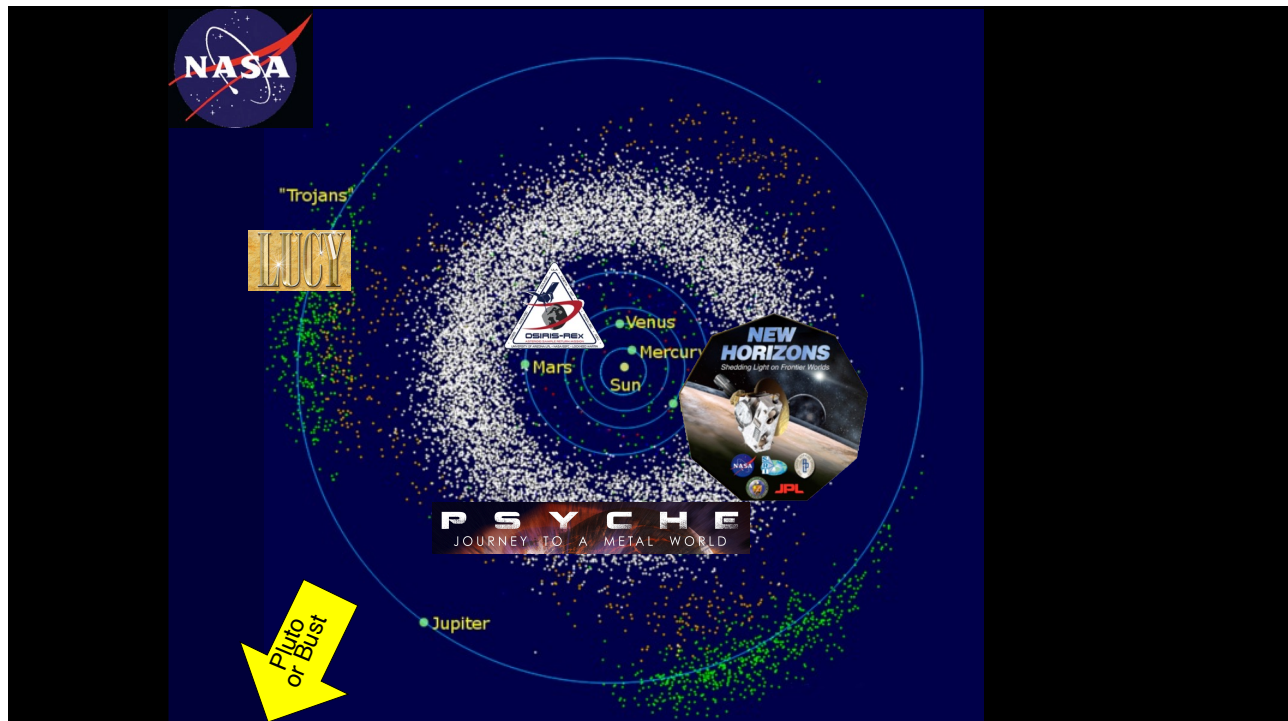 NASA
"Trojans"
LUCY
OSIRIS-REx
Venus
Mercury
Mars
Sun
NEW
HORIZONS
Shedding Light on Frontier Worlds
NASA
JPL
PSYCHE
JOURNEY TO A METAL WORLD
Jupiter
Pluto
or Bust